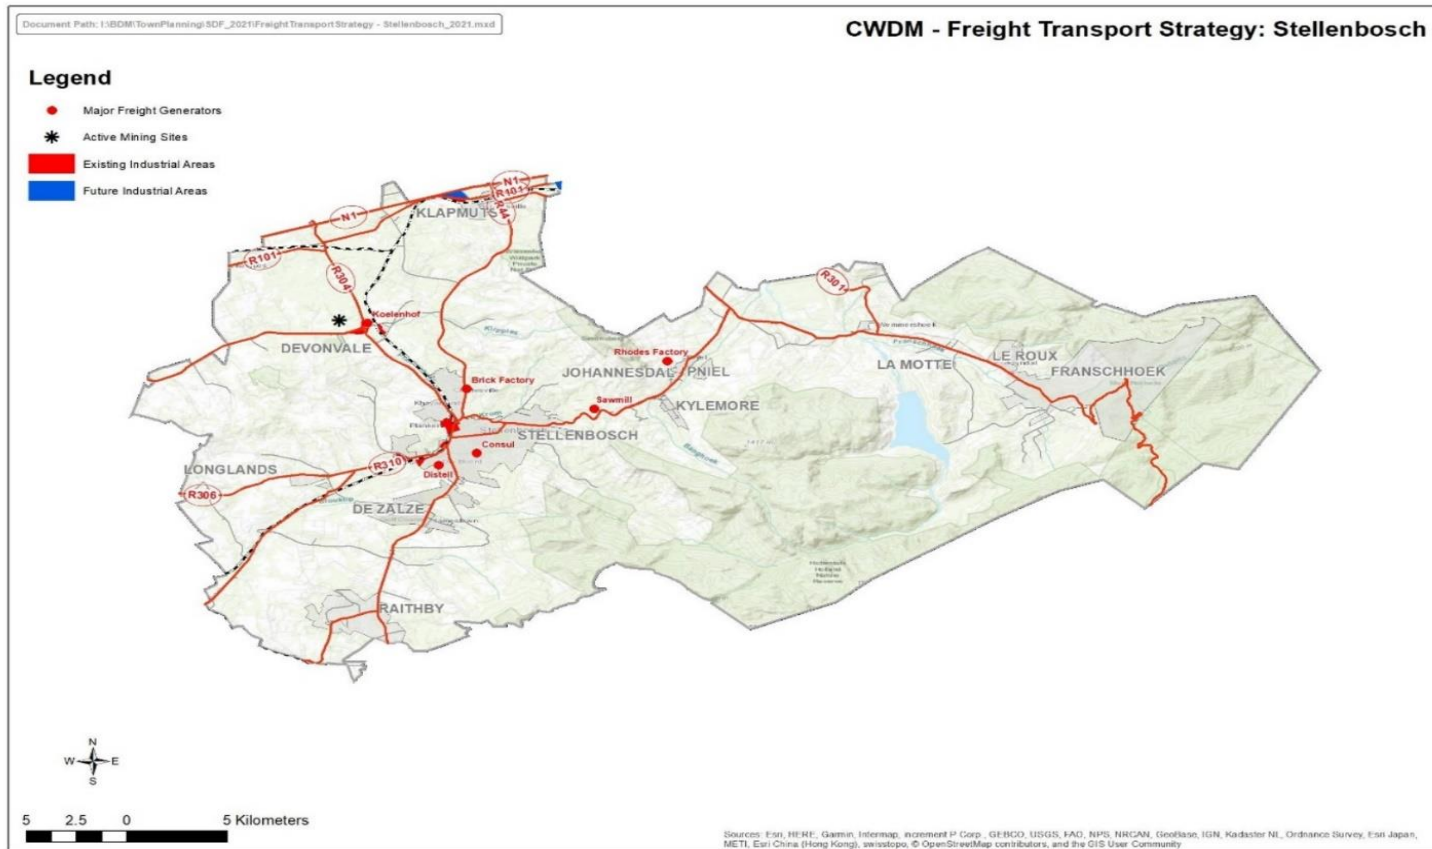 Document Path: I:\BDM\TownPlanning\SDF_2021\FreightTransportStrategy - Stellenbosch_2021.mxd
CWDM - Freight Transport Strategy: Stellenbosch
Legend
Major Freight Generators
Active Mining Sites
Existing Industrial Areas
Future Industrial Areas
N1
R101
N1
KLAPMUTS
R44
R101
R304
R301
Koelenhof
DEVONVALE
Rhodes Factory
JOHANNESDAL
PNIEL
LA MOTTE
LE ROUX
FRANSCHHOEK
Brick Factory
Sawmill
KYLEMORE
STELLENBOSCH
Consul
R310
Distell
LONGLANDS
R306
DE ZALZE
RAITHBY
N
W
E
S
5 2.5 0 5 Kilometers
Sources: Esri, HERE, Garmin, Intermap, increment P Corp., GEBCO, USGS, FAO, NPS, NRCAN, GeoBase, IGN, Kadaster NL, Ordnance Survey, Esri Japan,
METI, Esri China (Hong Kong), swisstopo, © OpenStreetMap contributors, and the GIS User Community